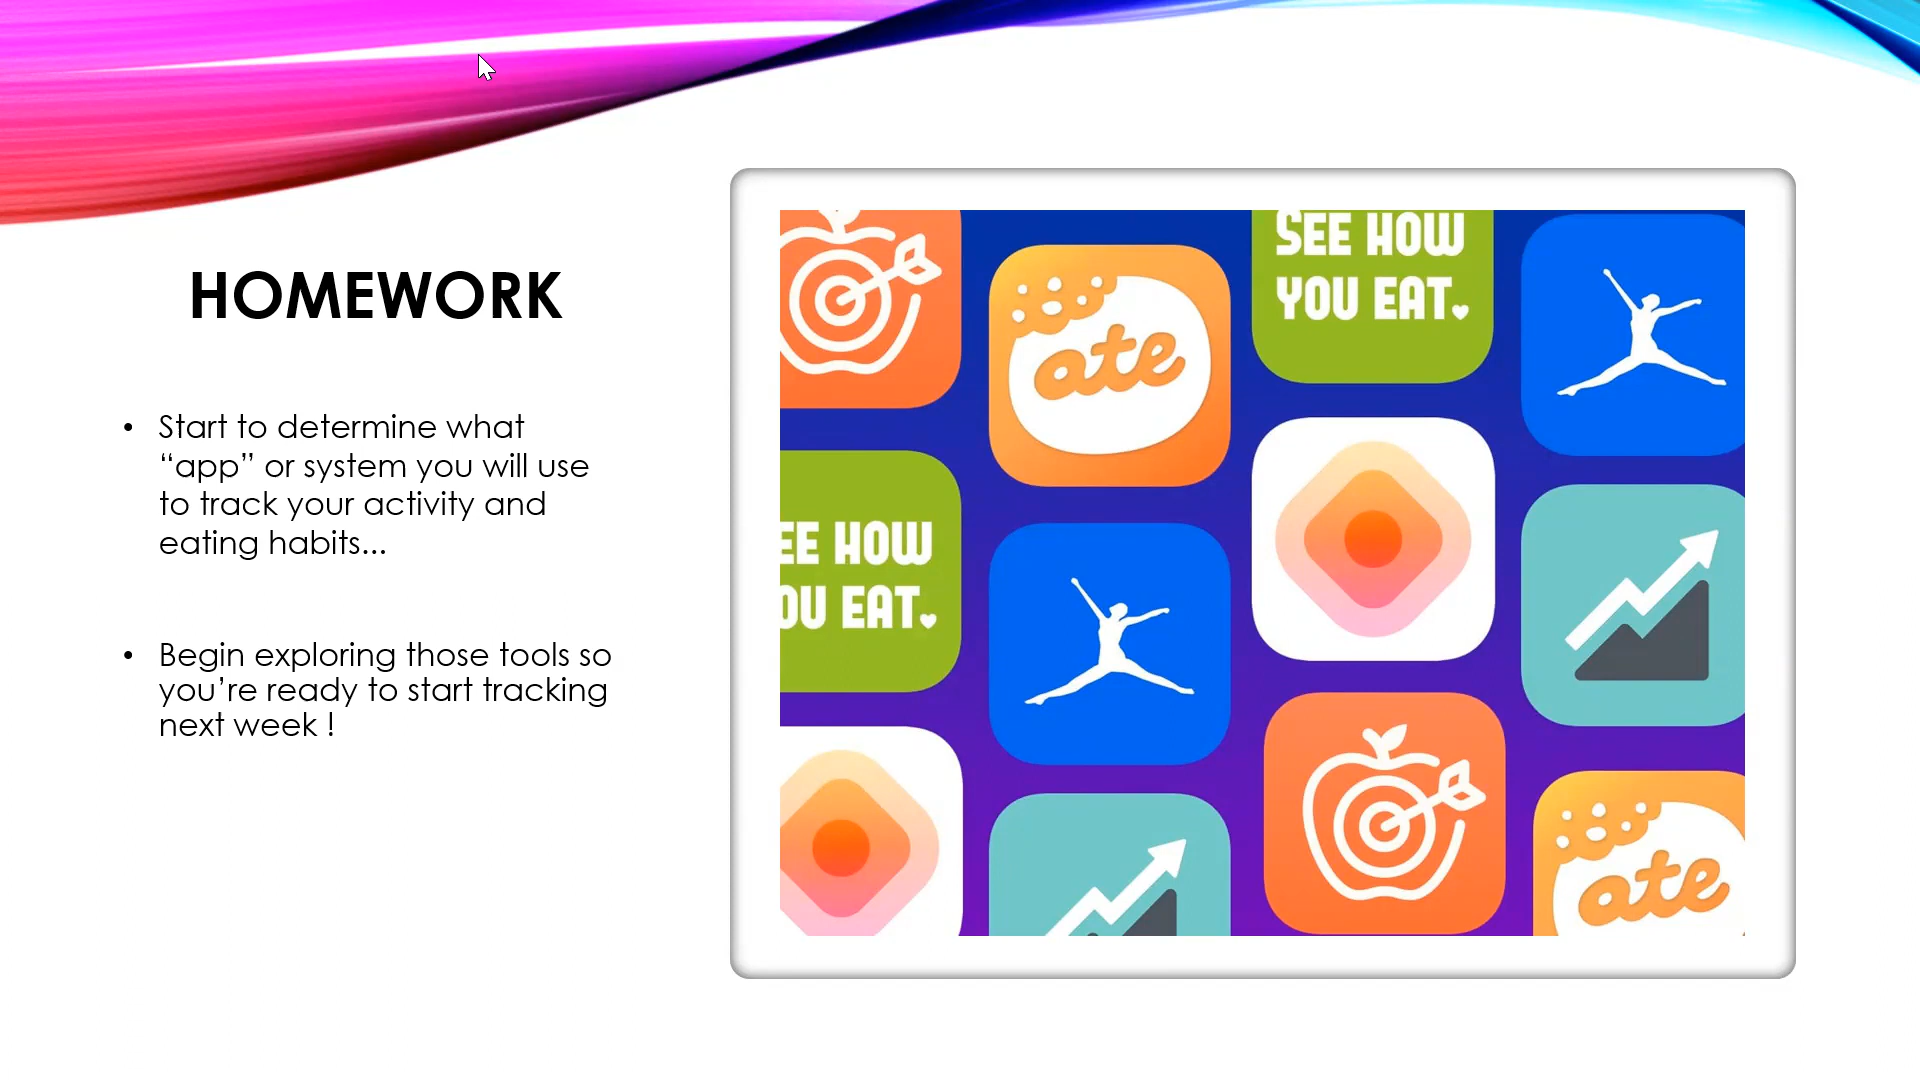 HOMEWORK
• Start to determine what
“app” or system you will use
to track your activity and
eating habits...
• Begin exploring those tools so
you’re ready to start tracking
next week !
SEE HOW
YOU EAT.
ate
EE HOW
OU EAT.
ate